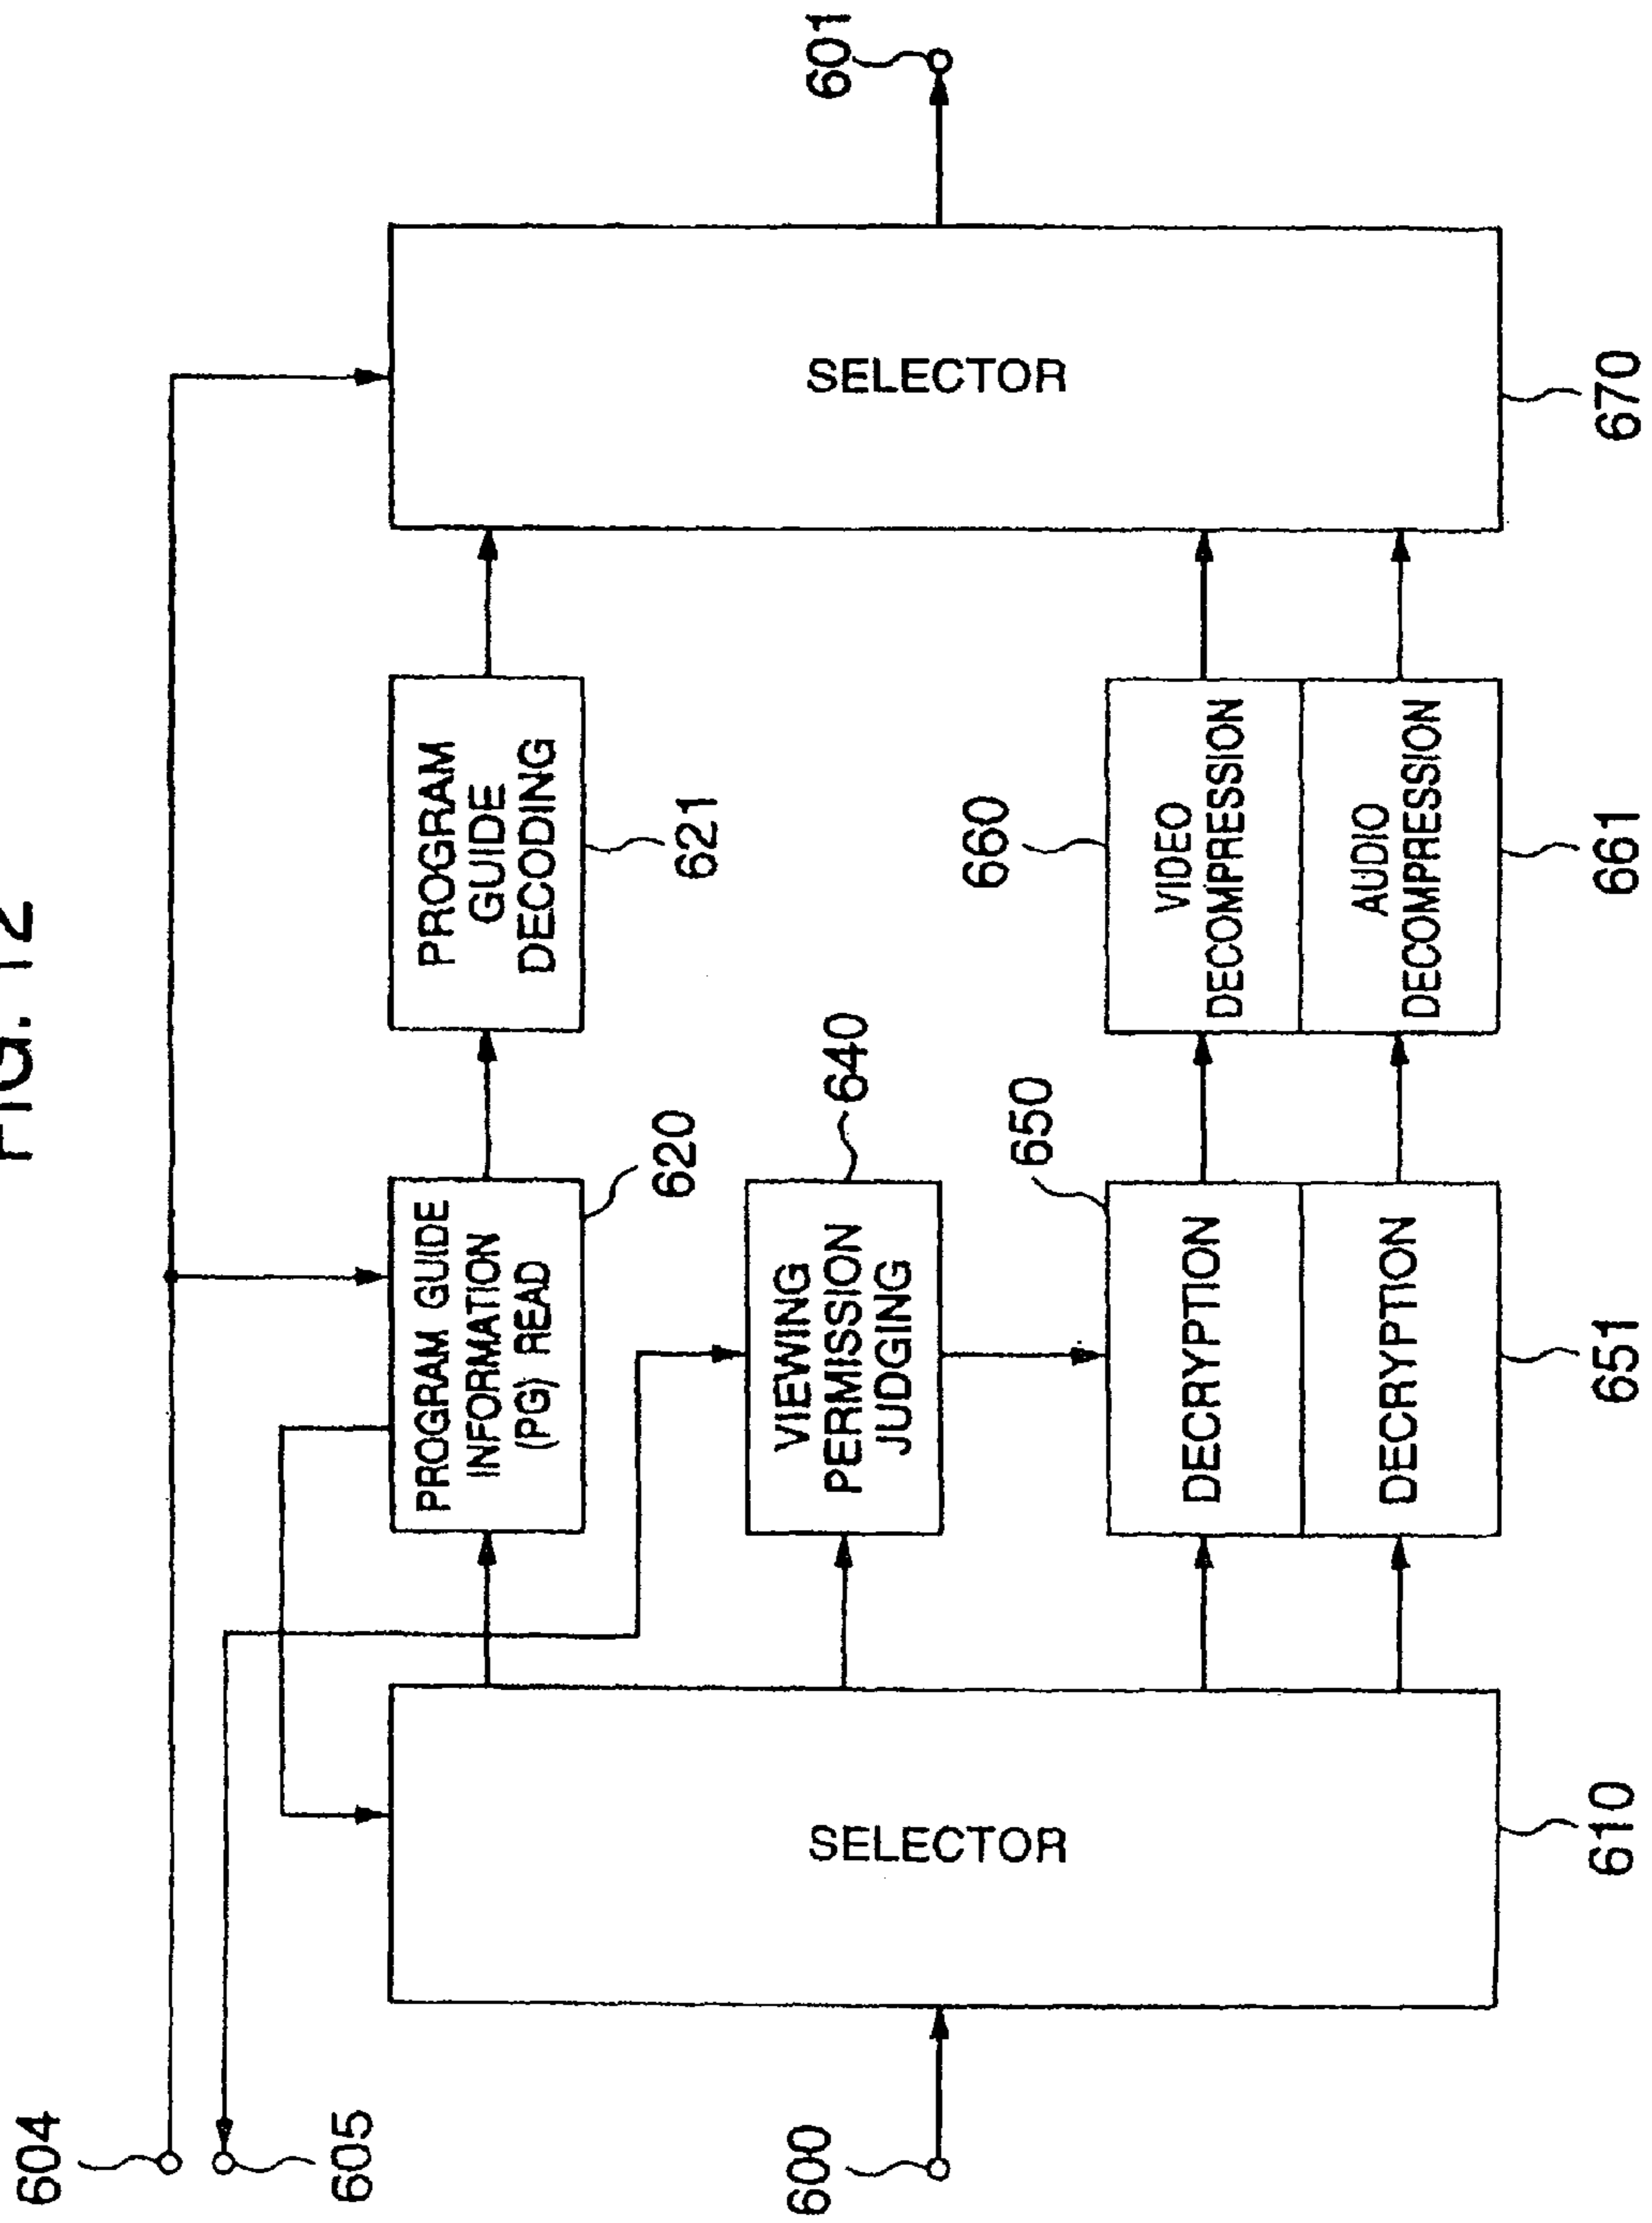 FIG. 12
604
605
600
601
SELECTOR
610
PROGRAM GUIDE
INFORMATION
(PG) READ
620
PROGRAM
GUIDE
DECODING
621
VIEWING
PERMISSION
JUDGING
640
650
DECRYPTION
DECRYPTION
651
660
VIDEO
DECOMPRESSION
AUDIO
DECOMPRESSION
661
SELECTOR
670